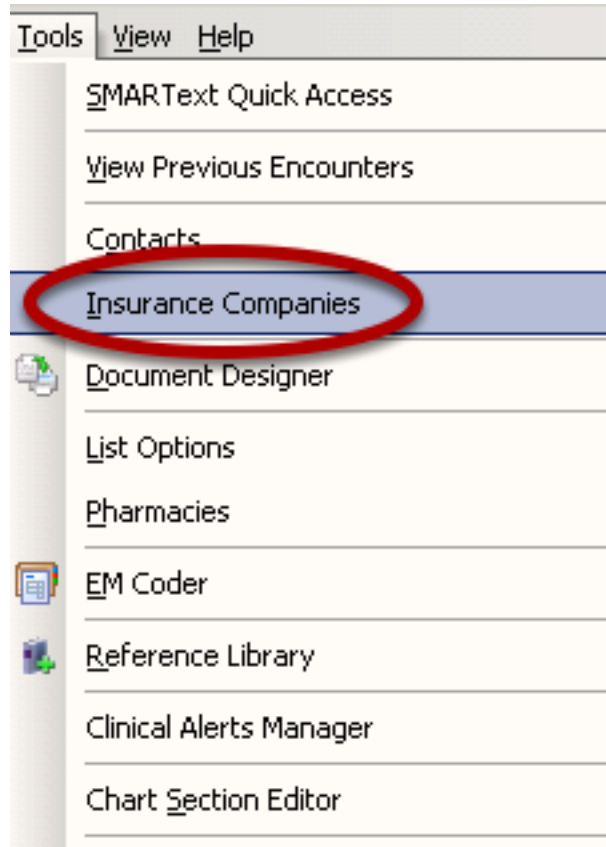 Tools View Help
SMARText Quick Access
View Previous Encounters
Contacts
Insurance Companies
Document Designer
List Options
Pharmacies
EM Coder
Reference Library
Clinical Alerts Manager
Chart Section Editor